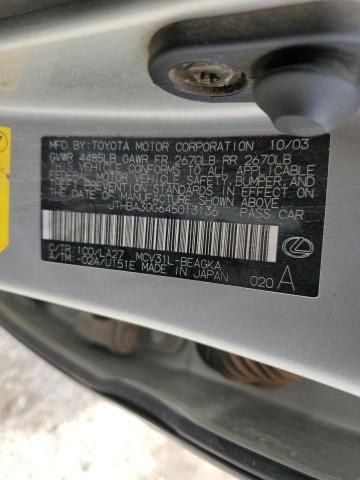 MFD.BY:TOYOTA MOTOR CORPORATION 10/03
GVWR 4485LB GAWR FR 2670LB RR 2670LB
THIS VEHICLE CONFORMS TO ALL APPLICABLE
FEDERAL MOTOR VEHICLE SAFETY, BUMPER, AND
THEFT PREVENTION STANDARDS IN EFFECT ON
THE DATE OF MANUFACTURE SHOWN ABOVE.
JTHBA30G645013136 PASS CAR
C/TR:1C0/LA27 MCV31L-BEAGKA
A/TM:-02A/U151E MADE IN JAPAN
020 A